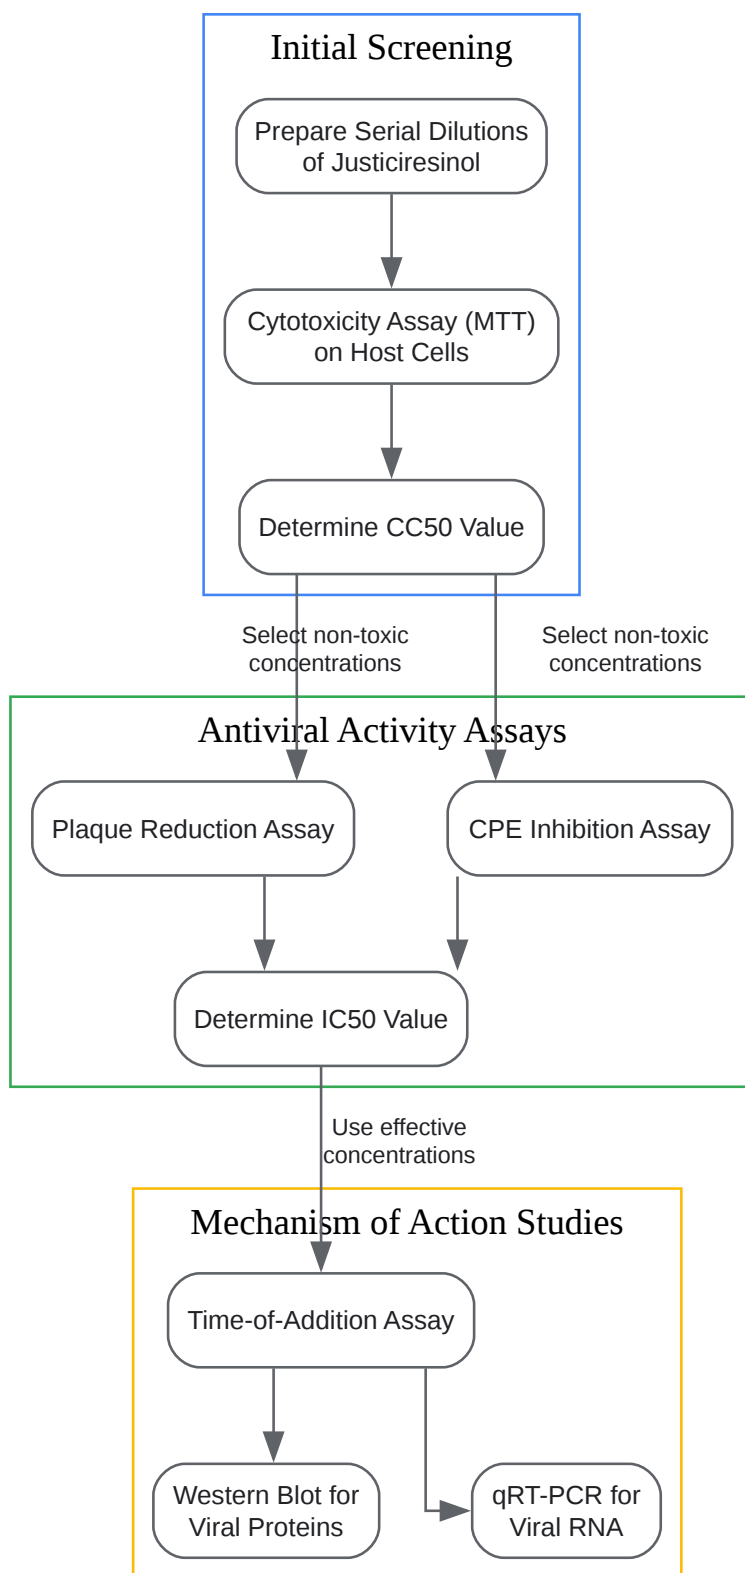 Initial Screening
Prepare Serial Dilutions
of Justiciresinol
Cytotoxicity Assay (MTT)
on Host Cells
Determine CC50 Value
Select non-toxic
concentrations
Select non-toxic
concentrations
Antiviral Activity Assays
Plaque Reduction Assay
CPE Inhibition Assay
Determine IC50 Value
Use effective
concentrations
Mechanism of Action Studies
Time-of-Addition Assay
Western Blot for
Viral Proteins
qRT-PCR for
Viral RNA